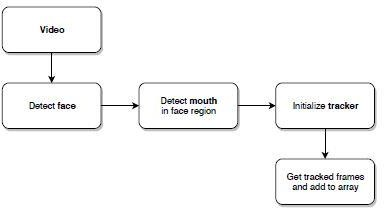 Video
Detect face
Detect mouth
in face region
Initialize tracker
Get tracked frames
and add to array